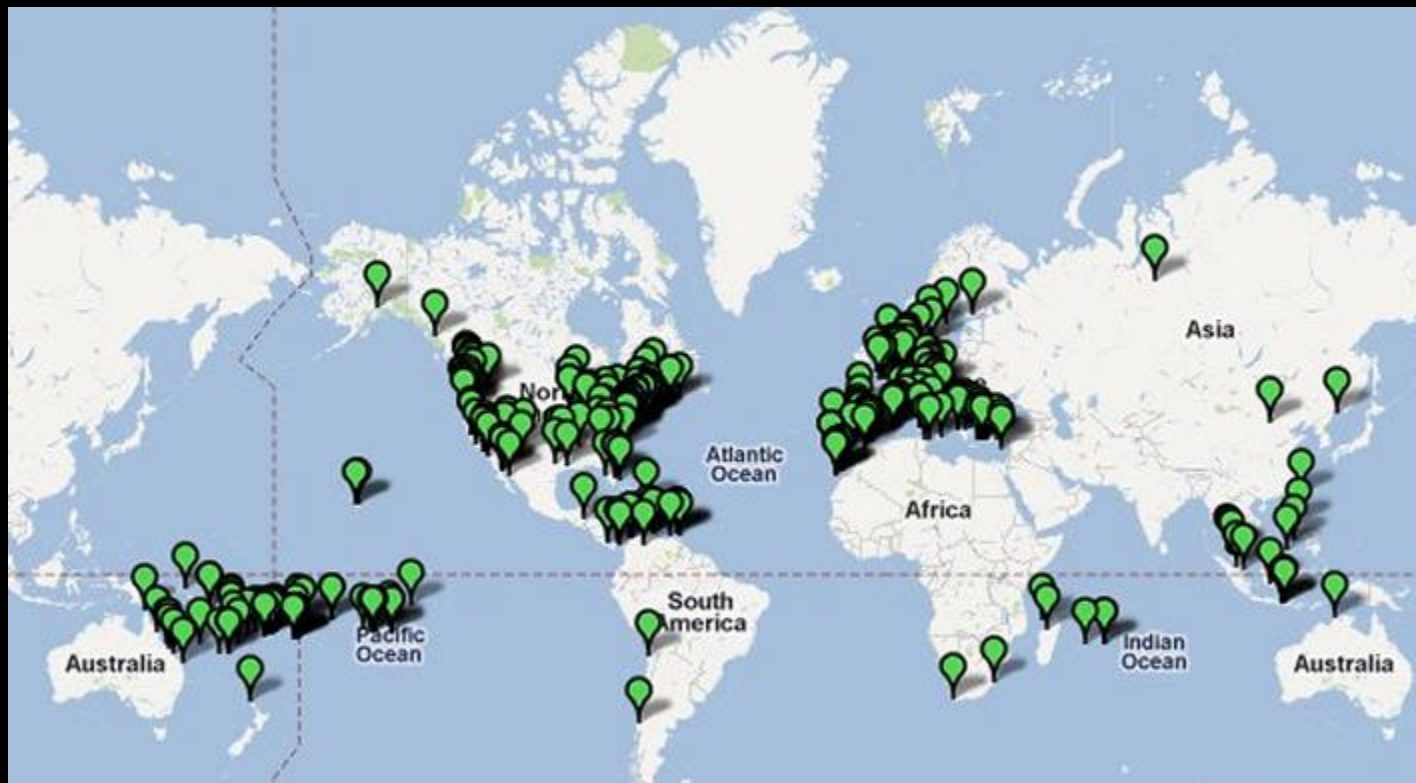 Asia
Nor
Atlantic
Ocean
Africa
South
America
Pacific
Ocean
Indian
Ocean
Australia
Australia